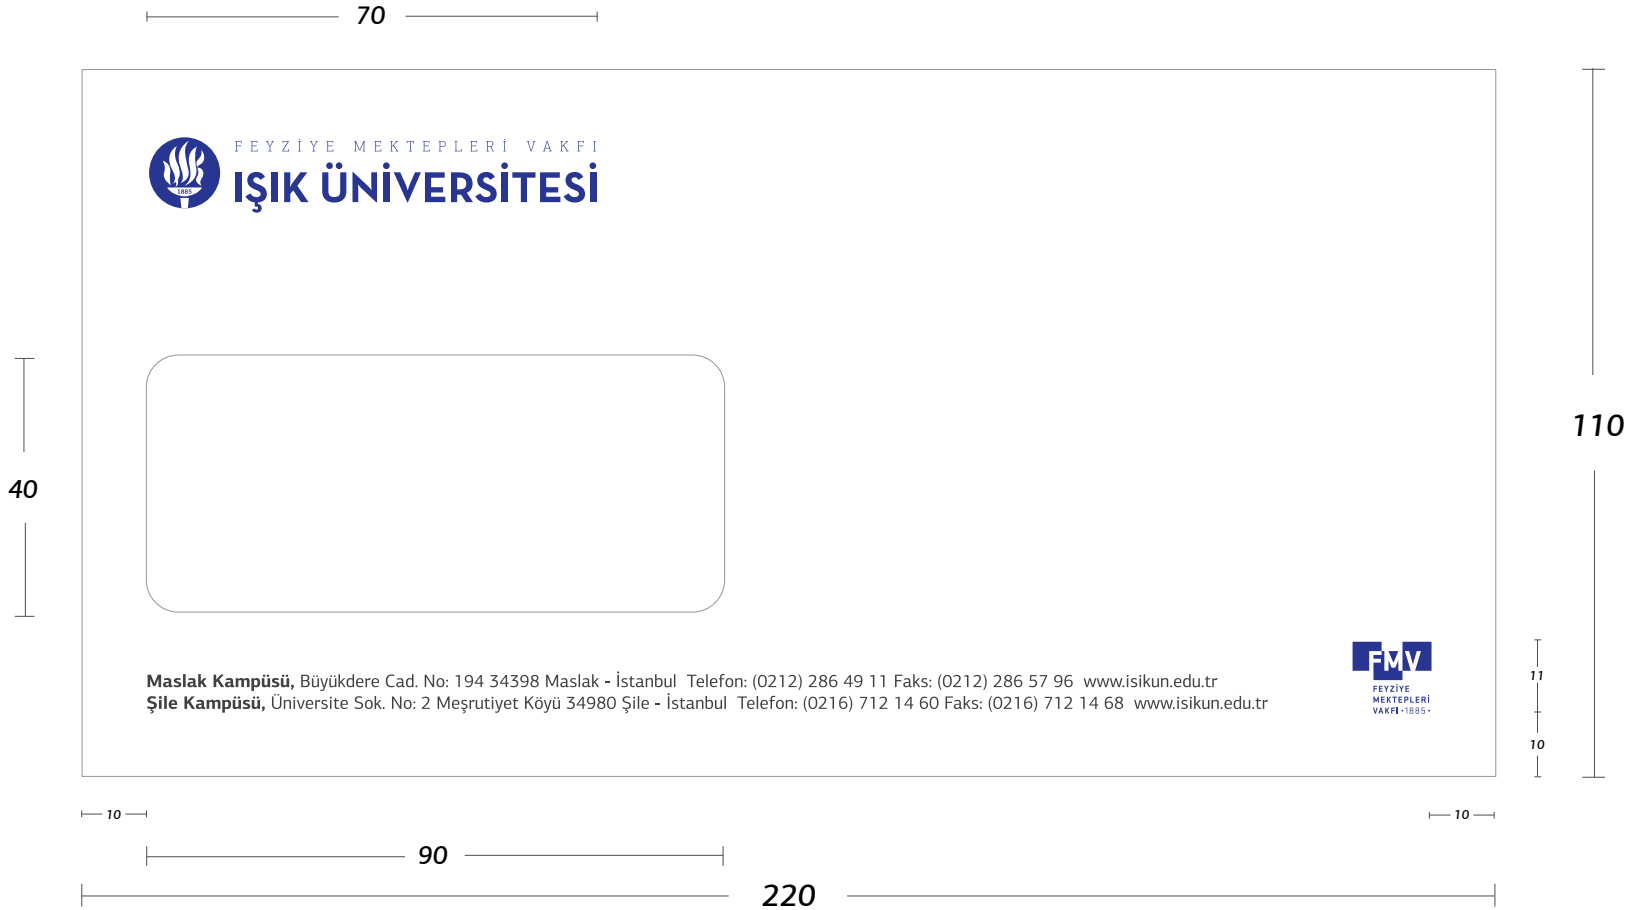 70
FEYZİYE MEKTEPLERİ VAKFI
IŞIK ÜNİVERSİTESİ
1885
110
40
Maslak Kampüsü, Büyükdere Cad. No: 194 34398 Maslak - İstanbul Telefon: (0212) 286 49 11 Faks: (0212) 286 57 96 www.isikun.edu.tr
Şile Kampüsü, Üniversite Sok. No: 2 Meşrutiyet Köyü 34980 Şile - İstanbul Telefon: (0216) 712 14 60 Faks: (0216) 712 14 68 www.isikun.edu.tr
FMV
FEYZİYE
MEKTEPLERİ
VAKFI •1885•
11
10
10
10
90
220